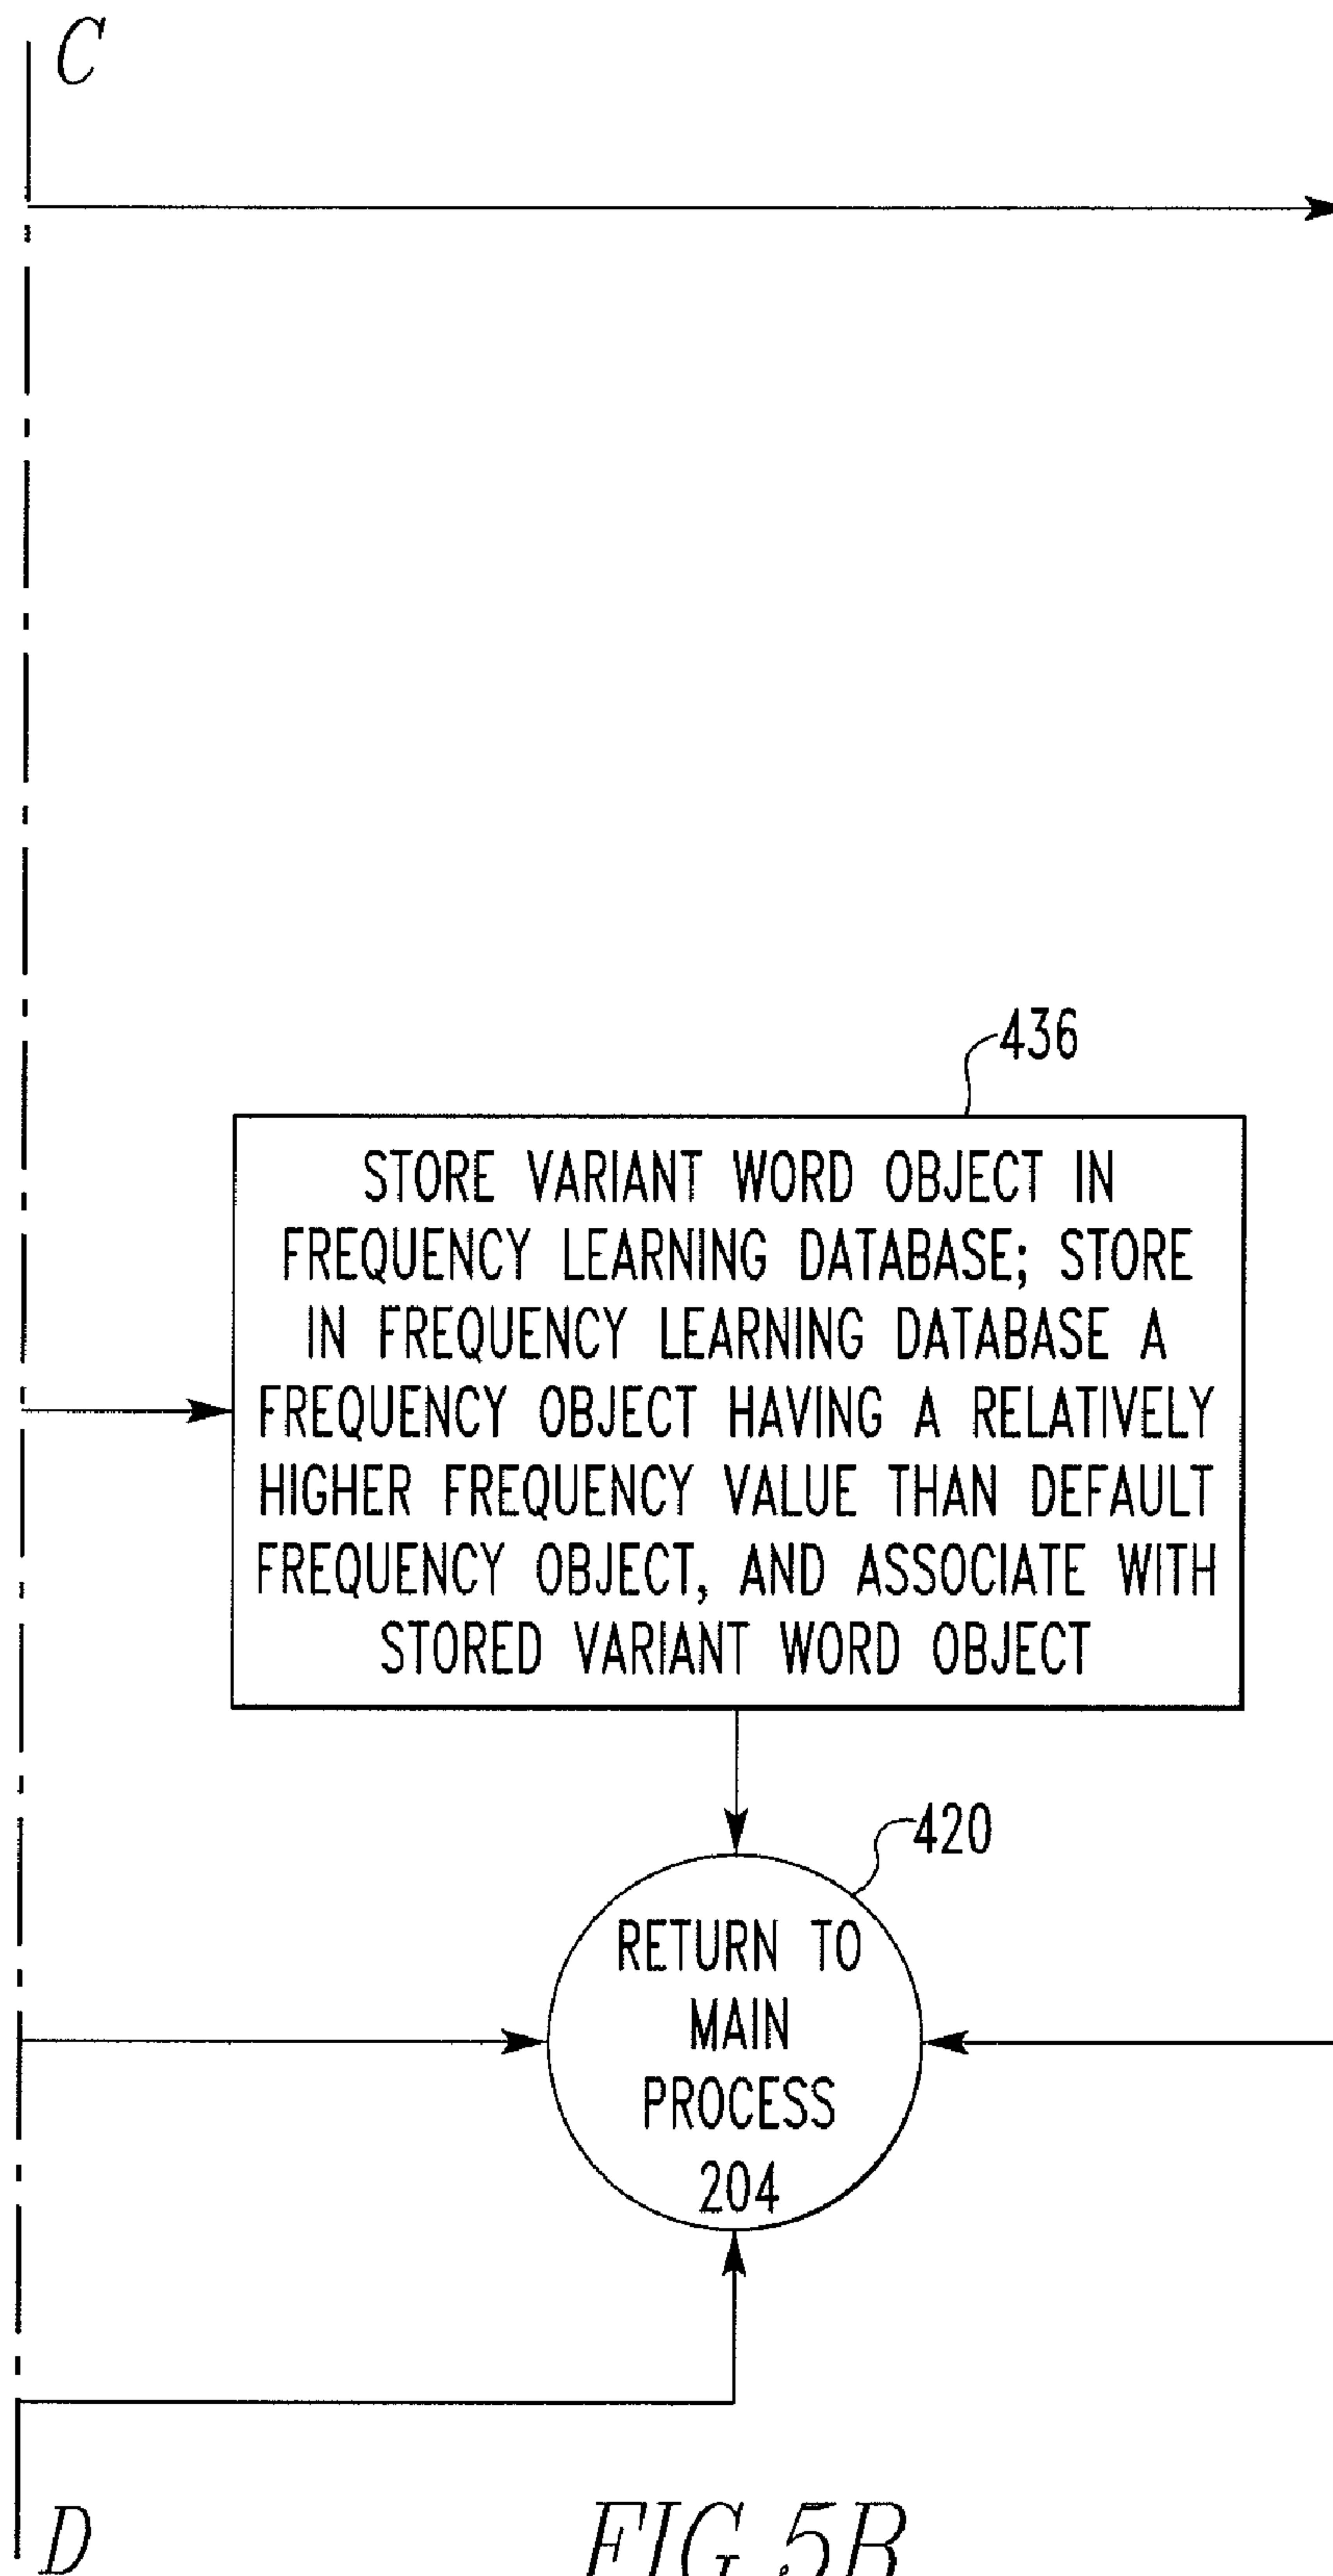 C
436
STORE VARIANT WORD OBJECT IN
FREQUENCY LEARNING DATABASE; STORE
IN FREQUENCY LEARNING DATABASE A
FREQUENCY OBJECT HAVING A RELATIVELY
HIGHER FREQUENCY VALUE THAN DEFAULT
FREQUENCY OBJECT, AND ASSOCIATE WITH
STORED VARIANT WORD OBJECT
420
RETURN TO
MAIN
PROCESS
204
D
FIG. 5B